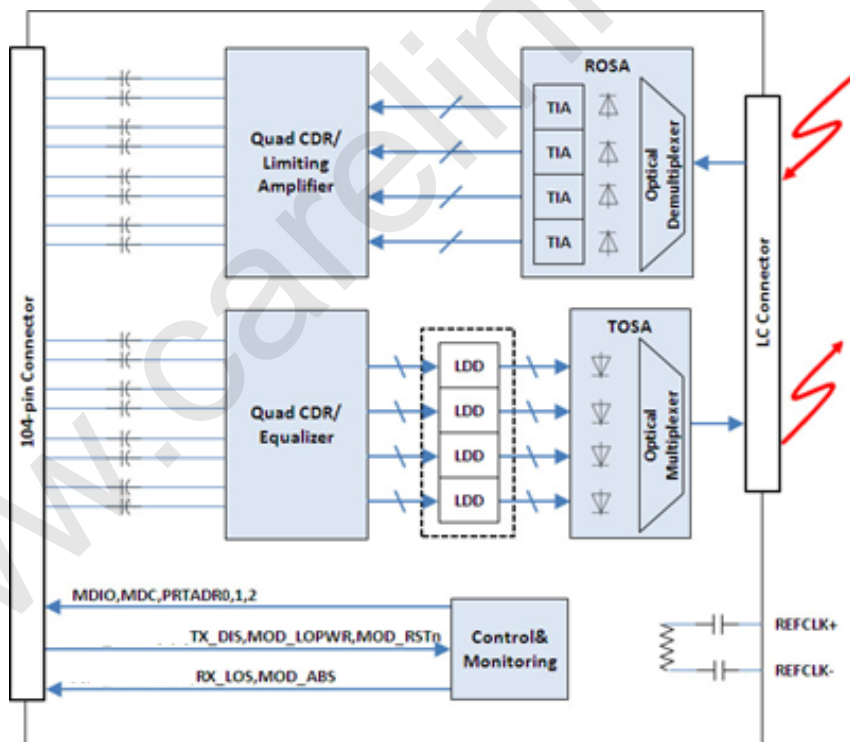 ROSA
TIA
TIA
TIA
TIA
Optical
Demultiplexer
Quad CDR/
Limiting
Amplifier
104-pin Connector
LC Connector
TOSA
LDD
LDD
LDD
LDD
Optical
Multiplexer
Quad CDR/
Equalizer
MDIO,MDC,PRTADR0,1,2
TX_DIS,MOD_LOPWR,MOD_RSTn
RX_LOS,MOD_ABS
Control&
Monitoring
REFCLK+
REFCLK-